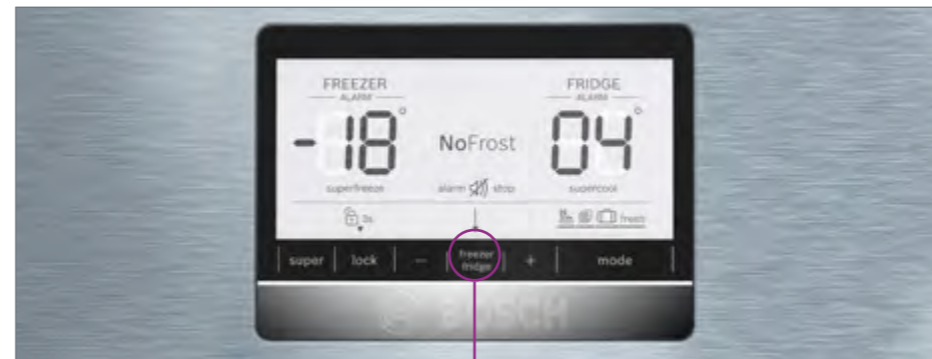 FREEZER
ALARM
FRIDGE
ALARM
-18°
NoFrost
04°
superfreeze
alarm stop
supercool
3s
fresh
super lock - freezer fridge + mode
BOSCH